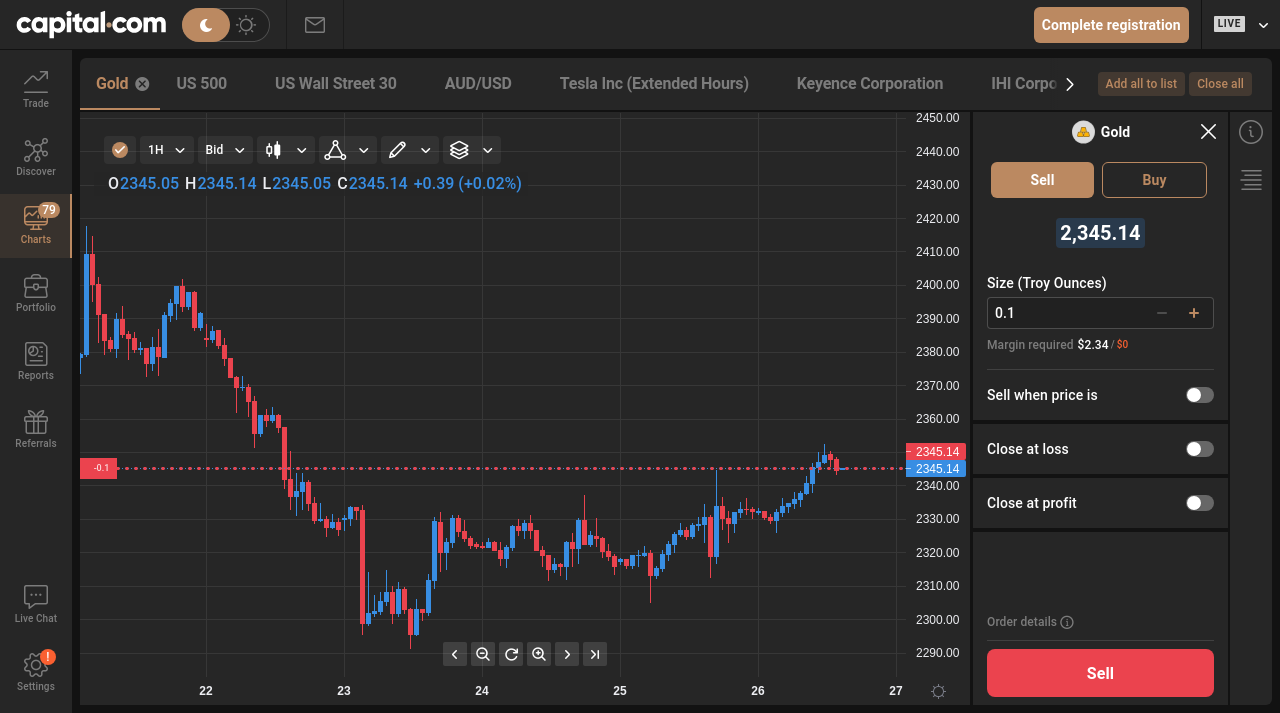 capital.com
Complete registration
LIVE
Trade
Discover
79
Charts
Portfolio
Reports
Referrals
Live Chat
!
Settings
Gold
US 500
US Wall Street 30
AUD/USD
Tesla Inc (Extended Hours)
Keyence Corporation
IHI Corpo
Add all to list
Close all
1H
Bid
O2345.05 H2345.14 L2345.05 C2345.14 +0.39 (+0.02%)
-0.1
2450.00
2440.00
2430.00
2420.00
2410.00
2400.00
2390.00
2380.00
2370.00
2360.00
2345.14
2345.14
2340.00
2330.00
2320.00
2310.00
2300.00
2290.00
22
23
24
25
26
27
Gold
Sell
Buy
2,345.14
Size (Troy Ounces)
0.1
Margin required $2.34 / $0
Sell when price is
Close at loss
Close at profit
Order details
Sell